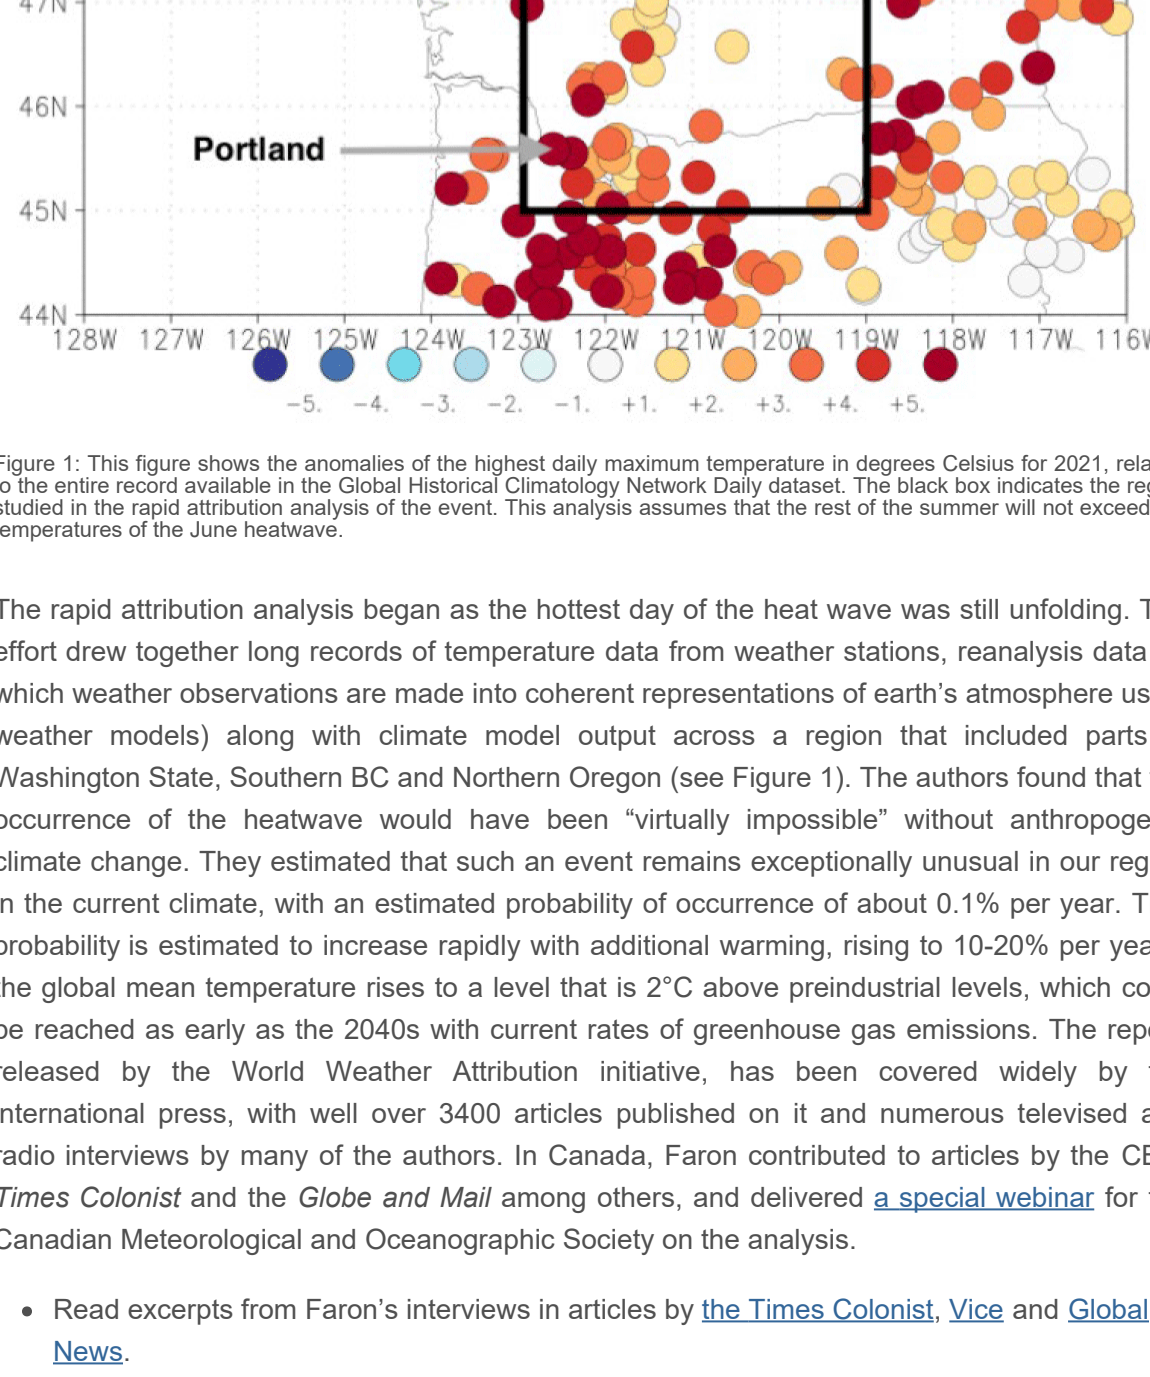 47N
46N
Portland
45N
44N
128W 127W 126W 125W 124W 123W 122W 121W 120W 119W 118W 117W 116W
-5. -4. -3. -2. -1. +1. +2. +3. +4. +5.
Figure 1: This figure shows the anomalies of the highest daily maximum temperature in degrees Celsius for 2021, rela
o the entire record available in the Global Historical Climatology Network Daily dataset. The black box indicates the reg
studied in the rapid attribution analysis of the event. This analysis assumes that the rest of the summer will not exceed
emperatures of the June heatwave.
The rapid attribution analysis began as the hottest day of the heat wave was still unfolding. T
effort drew together long records of temperature data from weather stations, reanalysis data
which weather observations are made into coherent representations of earth’s atmosphere us
weather models) along with climate model output across a region that included parts
Washington State, Southern BC and Northern Oregon (see Figure 1). The authors found that t
occurrence of the heatwave would have been “virtually impossible” without anthropoge
climate change. They estimated that such an event remains exceptionally unusual in our reg
in the current climate, with an estimated probability of occurrence of about 0.1% per year. T
probability is estimated to increase rapidly with additional warming, rising to 10-20% per yea
the global mean temperature rises to a level that is 2°C above preindustrial levels, which co
be reached as early as the 2040s with current rates of greenhouse gas emissions. The repo
released by the World Weather Attribution initiative, has been covered widely by t
international press, with well over 3400 articles published on it and numerous televised a
radio interviews by many of the authors. In Canada, Faron contributed to articles by the CB
Times Colonist and the Globe and Mail among others, and delivered a special webinar for t
Canadian Meteorological and Oceanographic Society on the analysis.
• Read excerpts from Faron’s interviews in articles by the Times Colonist, Vice and Global
News.